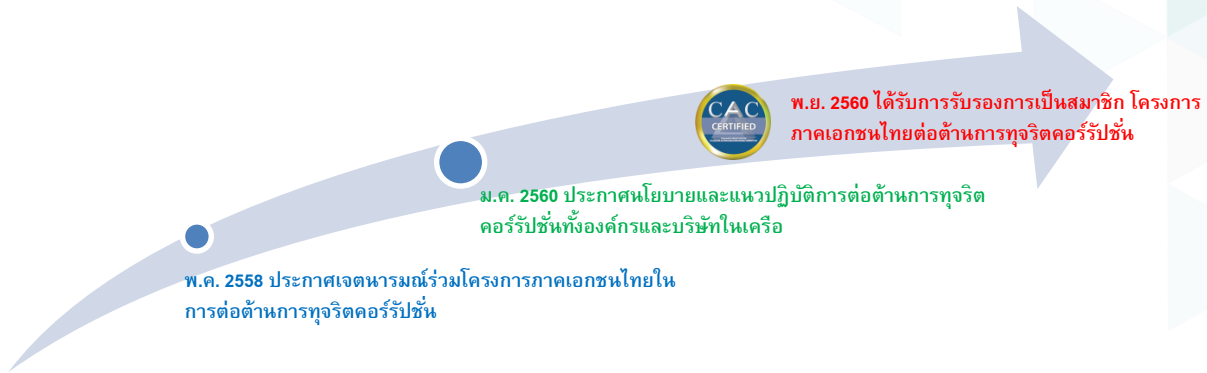 CAC
CERTIFIED
พ.ย. 2560 ได้รับการรับรองการเป็นสมาชิก โครงการ
ภาคเอกชนไทยต่อต้านการทุจริตคอร์รัปชั่น
ม.ค. 2560 ประกาศนโยบายและแหวปฏิบัติการต่อต้านการทุจริต
คอร์รัปชั่นทั้งองค์กรและบริษัทในเครือ
พ.ค. 2558 ประกาศเจตหารมณ์ร่วมโครงการภาคเอกชนไทยใน
การต่อต้านการทุจริตคอร์รัปชั่น